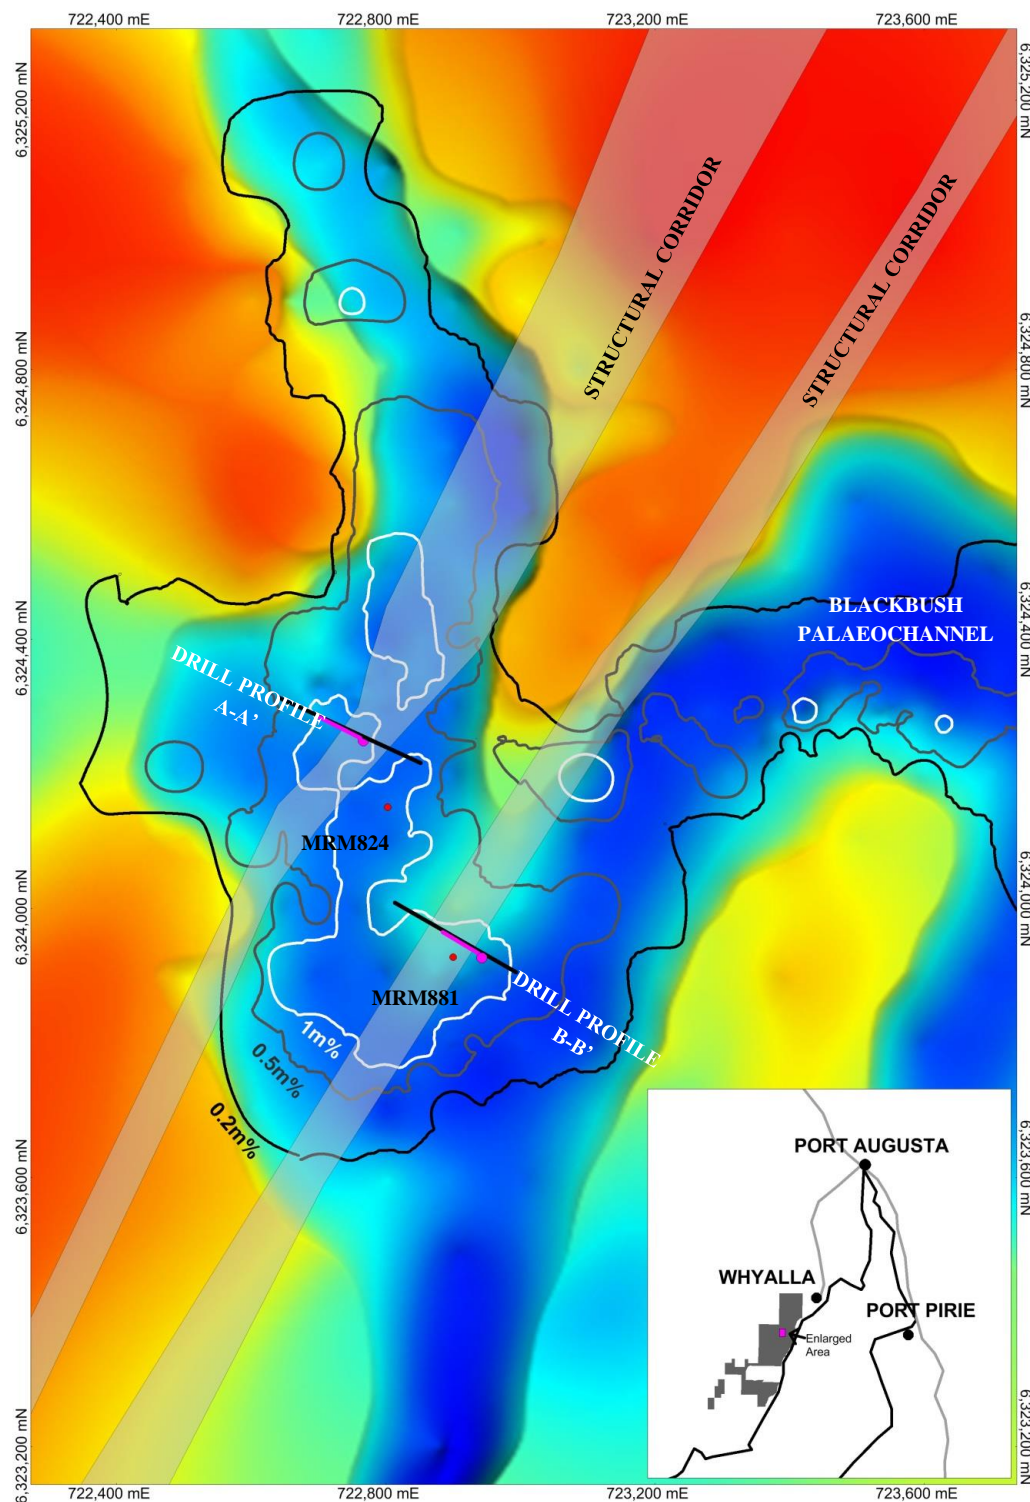 722,400 mE
722,800 mE
723,200 mE
723,600 mE
6,325,200 mN
6,325,200 mN
STRUCTURAL CORRIDOR
STRUCTURAL CORRIDOR
6,324,800 mN
6,324,800 mN
BLACKBUSH
PALAEOCHANNEL
6,324,400 mN
6,324,400 mN
DRILL PROFILE
A-A’
MRM824
6,324,000 mN
6,324,000 mN
MRM881
DRILL PROFILE
B-B’
1m%
0.5m%
0.2m%
6,323,600 mN
6,323,600 mN
PORT AUGUSTA
WHYALLA
PORT PIRIE
Enlarged
Area
6,323,200 mN
6,323,200 mN
722,400 mE
722,800 mE
723,200 mE
723,600 mE